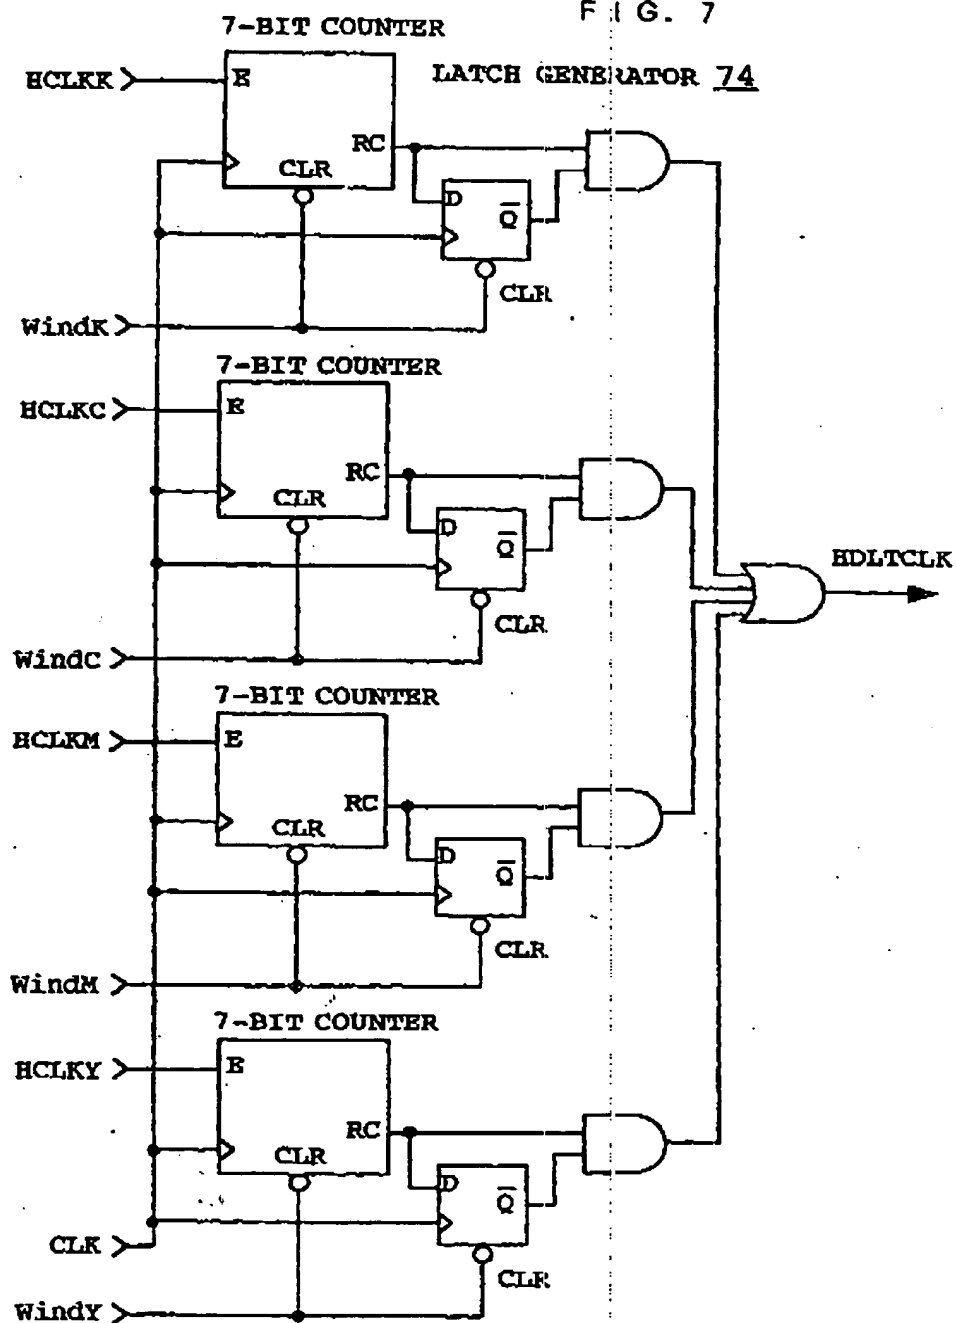 FIG. 7
7-BIT COUNTER
LATCH GENERATOR 74
HCLKK
E
RC
CLR
D
Q̅
CLR
WindK
7-BIT COUNTER
HCLKC
E
RC
CLR
D
Q̅
CLR
HDLTCLK
WindC
7-BIT COUNTER
HCLKM
E
RC
CLR
D
Q̅
CLR
WindM
7-BIT COUNTER
HCLKY
E
RC
CLR
D
Q̅
CLK
CLR
WindY